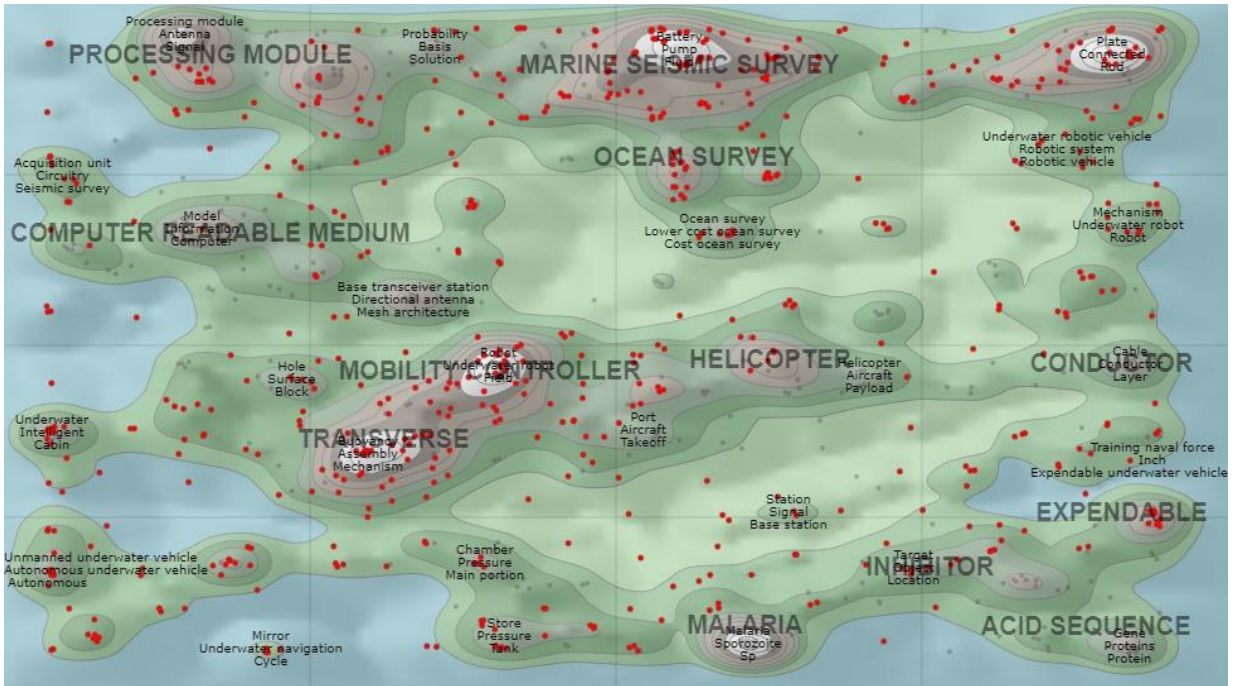 Processing module
Antenna
Signal
PROCESSING MODULE
Probability
Basis
Solution
Battery
Pump
Fluid
MARINE SEISMIC SURVEY
Plate
Connected
Rod
Acquisition unit
Circuitry
Seismic survey
OCEAN SURVEY
Underwater robotic vehicle
Robotic system
Robotic vehicle
COMPUTER READABLE MEDIUM
Model
Information
Computer
Ocean survey
Lower cost ocean survey
Cost ocean survey
Mechanism
Underwater robot
Robot
Base transceiver station
Directional antenna
Mesh architecture
Hole
Surface
Block
MOBILITY CONTROLLER
Robot
Underwater robot
Field
HELICOPTER
Helicopter
Aircraft
Payload
CONDUCTOR
Cable
Conductor
Layer
Underwater
Intelligent
Cabin
TRANSVERSE
Buoyancy
Assembly
Mechanism
Port
Aircraft
Takeoff
Training naval force
Inch
Expendable underwater vehicle
Station
Signal
Base station
EXPENDABLE
Unmanned underwater vehicle
Autonomous underwater vehicle
Autonomous
Chamber
Pressure
Main portion
Target
Object
Location
INHIBITOR
Mirror
Underwater navigation
Cycle
Store
Pressure
Tank
MALARIA
Malaria
Sporozoite
Sp
ACID SEQUENCE
Gene
Proteins
Protein